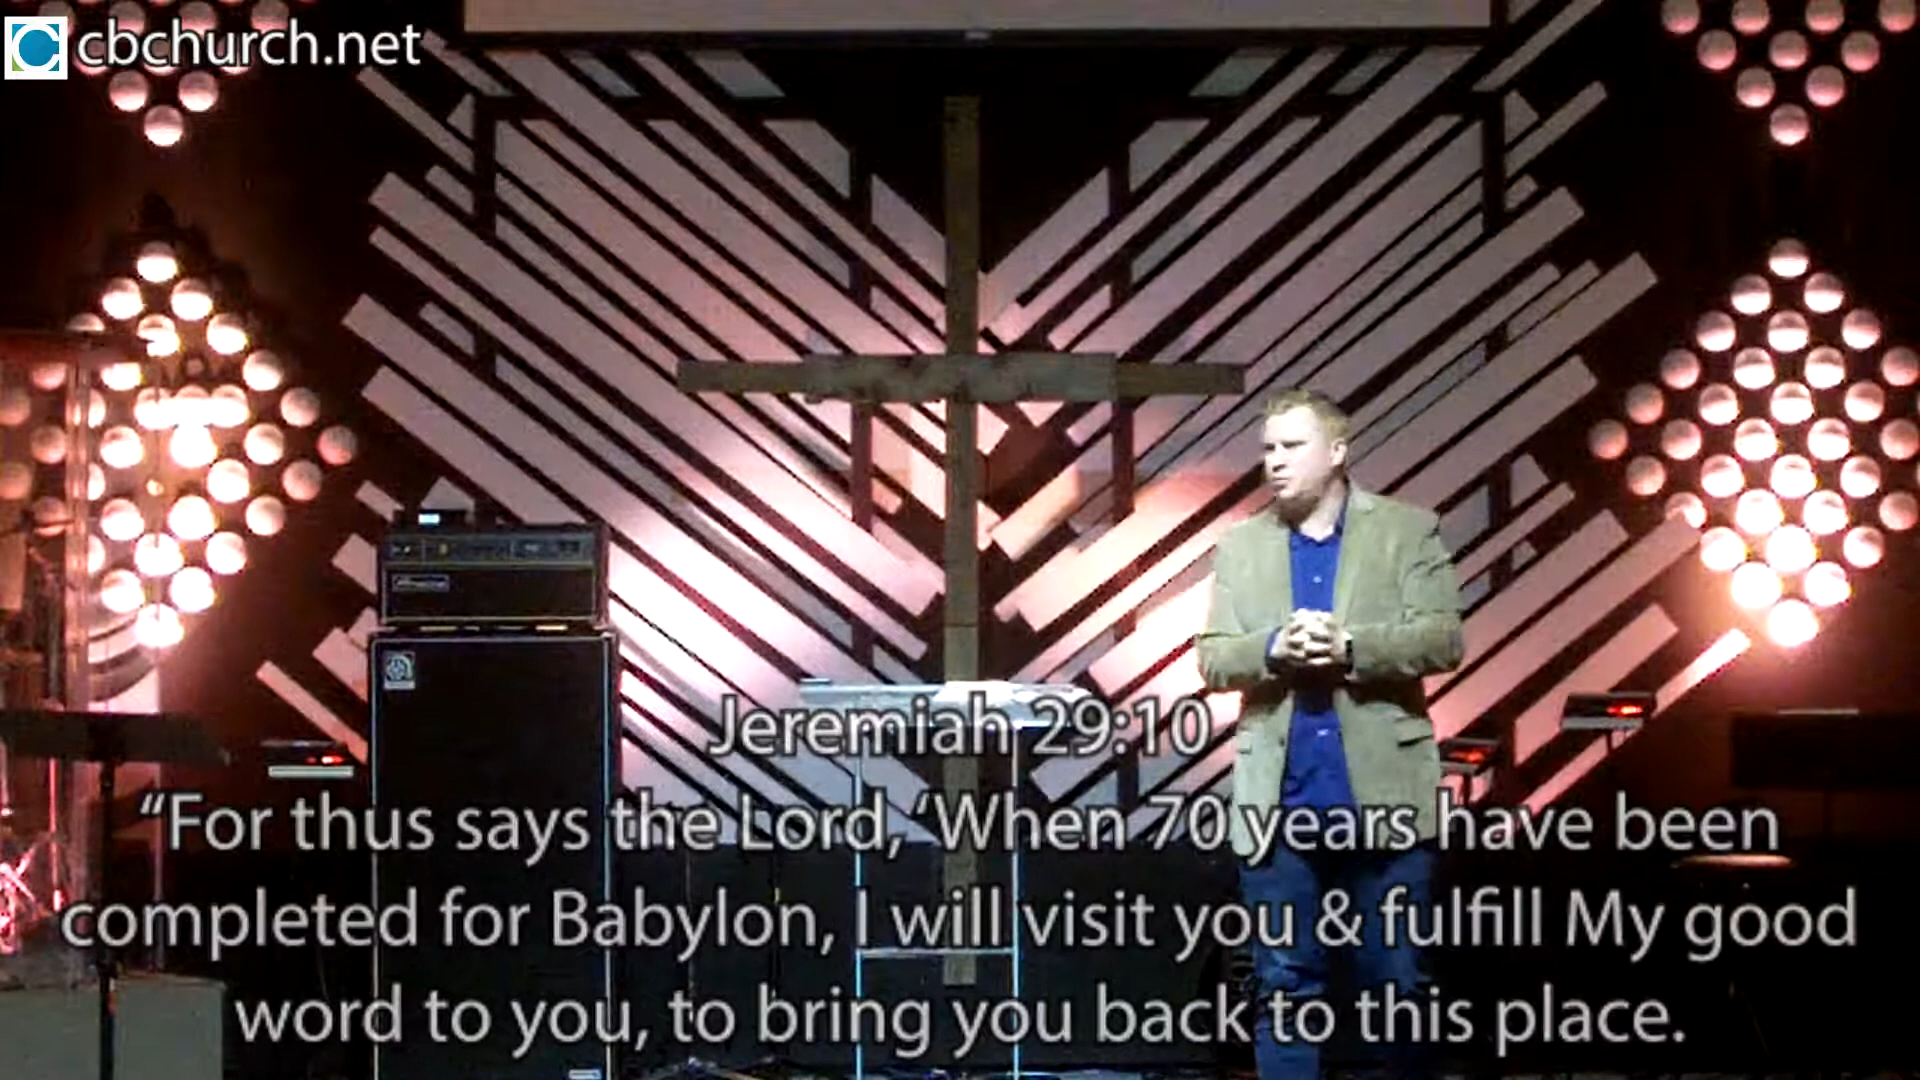 cbchurch.net
Jeremiah 29:10
“For thus says the Lord, ‘When 70 years have been
completed for Babylon, I will visit you & fulfill My good
word to you, to bring you back to this place.